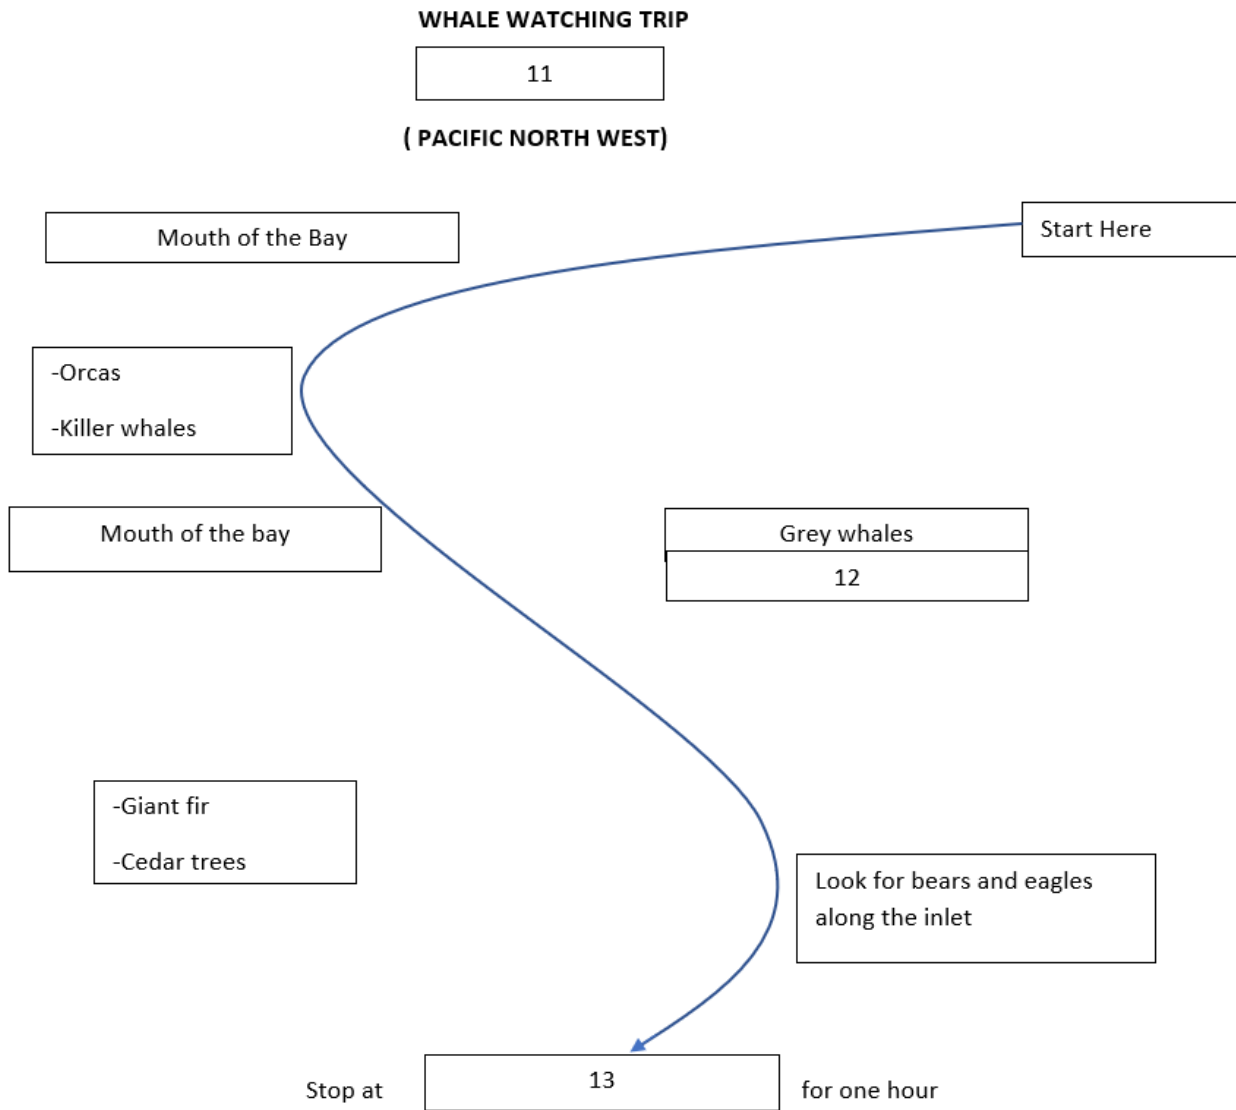 WHALE WATCHING TRIP
11
( PACIFIC NORTH WEST)
Mouth of the Bay
Start Here
-Orcas
-Killer whales
Mouth of the bay
Grey whales
12
-Giant fir
-Cedar trees
Look for bears and eagles
along the inlet
Stop at 13 for one hour